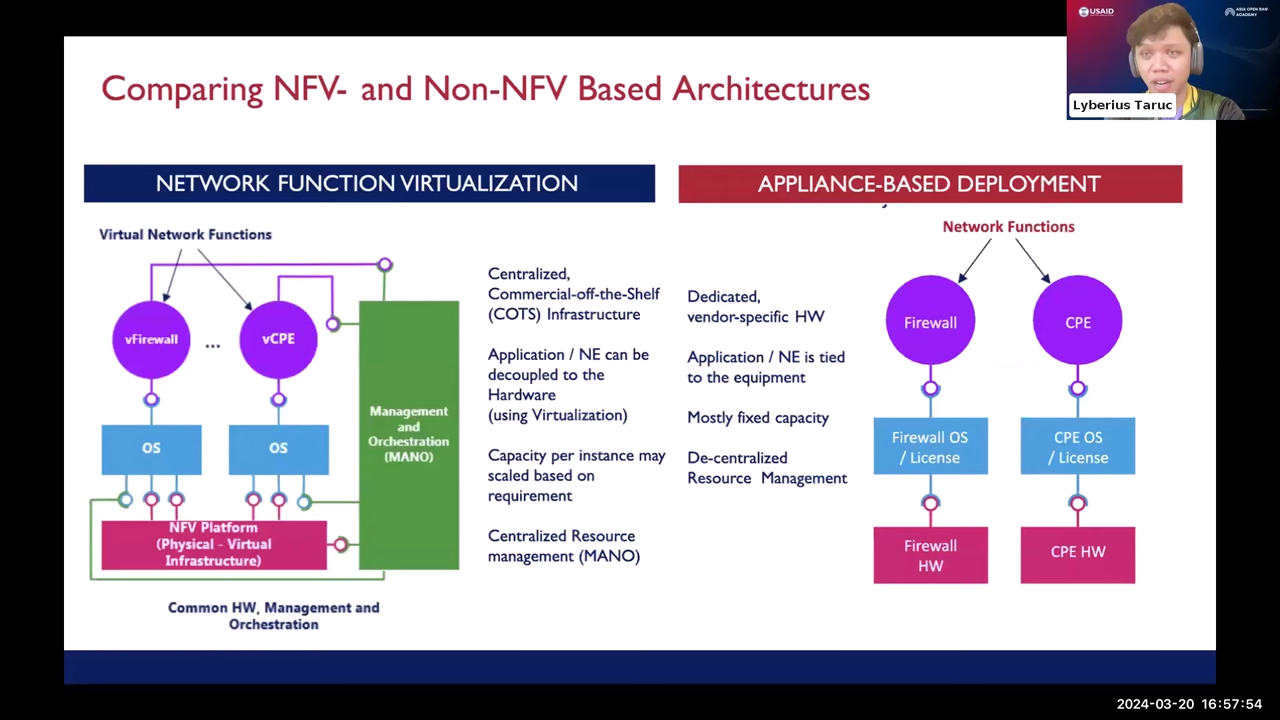 USAID
ASIA OPEN RAN
ACADEMY
Lyberius Taruc
Comparing NFV- and Non-NFV Based Architectures
NETWORK FUNCTION VIRTUALIZATION
Virtual Network Functions
vFirewall
...
vCPE
OS
OS
NFV Platform
(Physical - Virtual
Infrastructure)
Management
and
Orchestration
(MANO)
Common HW, Management and
Orchestration
Centralized,
Commercial-off-the-Shelf
(COTS) Infrastructure
Application / NE can be
decoupled to the
Hardware
(using Virtualization)
Capacity per instance may
scaled based on
requirement
Centralized Resource
management (MANO)
APPLIANCE-BASED DEPLOYMENT
Dedicated,
vendor-specific HW
Application / NE is tied
to the equipment
Mostly fixed capacity
De-centralized
Resource Management
Network Functions
Firewall
CPE
Firewall OS
/ License
CPE OS
/ License
Firewall
HW
CPE HW
2024-03-20 16:57:54